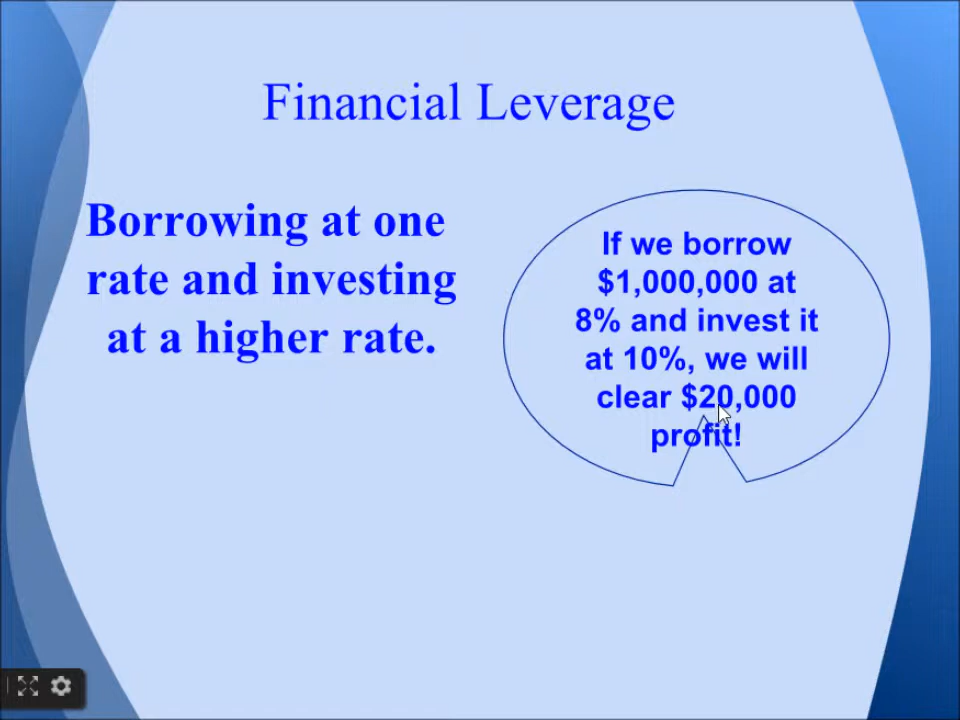 Financial Leverage
Borrowing at one
rate and investing
at a higher rate.
If we borrow
$1,000,000 at
8% and invest it
at 10%, we will
clear $20,000
profit!